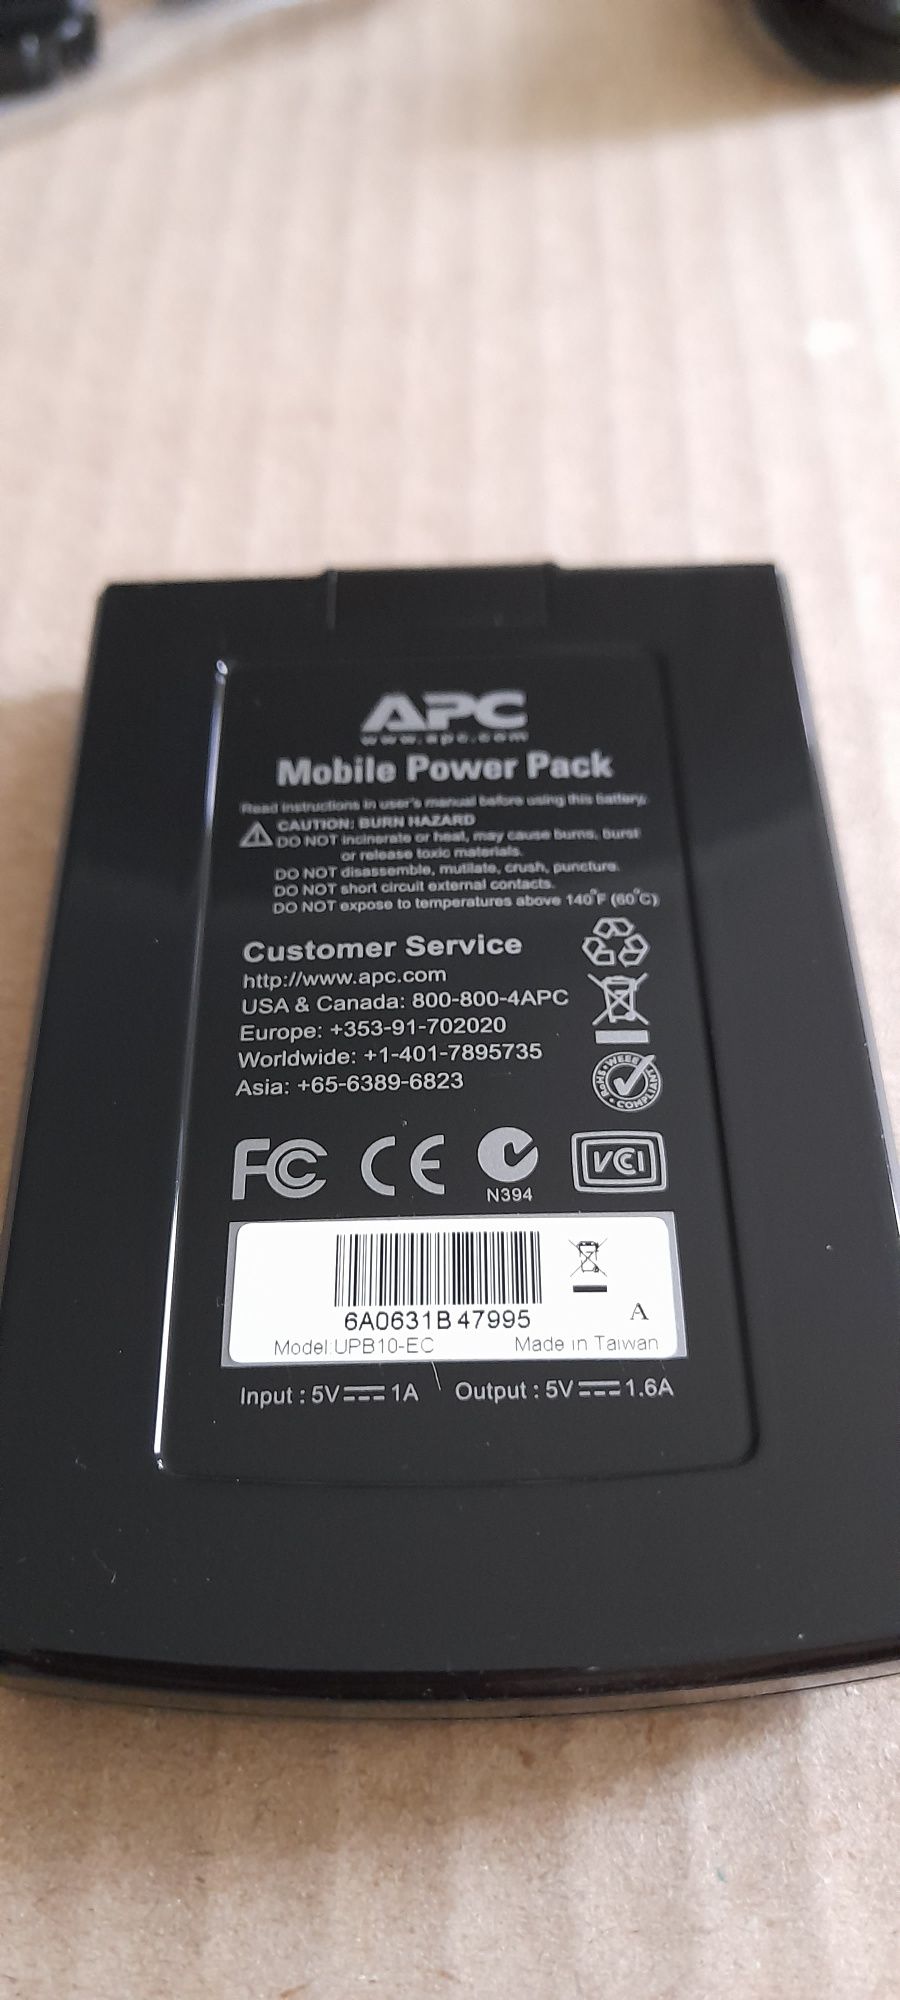 APC
www.apc.com
Mobile Power Pack
Read instructions in user's manual before using this battery.
CAUTION: BURN HAZARD
DO NOT incinerate or heat, may cause burns, burst
or release toxic materials.
DO NOT disassemble, mutilate, crush, puncture.
DO NOT short circuit external contacts.
DO NOT expose to temperatures above 140°F (60°C)
Customer Service
http://www.apc.com
USA & Canada: 800-800-4APC
Europe: +353-91-702020
Worldwide: +1-401-7895735
Asia: +65-6389-6823
RoHS · WEEE COMPLIANT
FC CE N394 VCI
6A0631B 47995 A
Model:UPB10-EC Made in Taiwan
Input : 5V⎓1A Output : 5V⎓1.6A